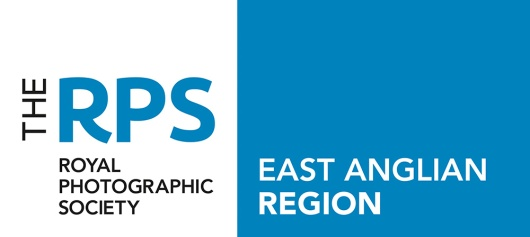 THE
RPS
ROYAL
PHOTOGRAPHIC
SOCIETY
EAST ANGLIAN
REGION